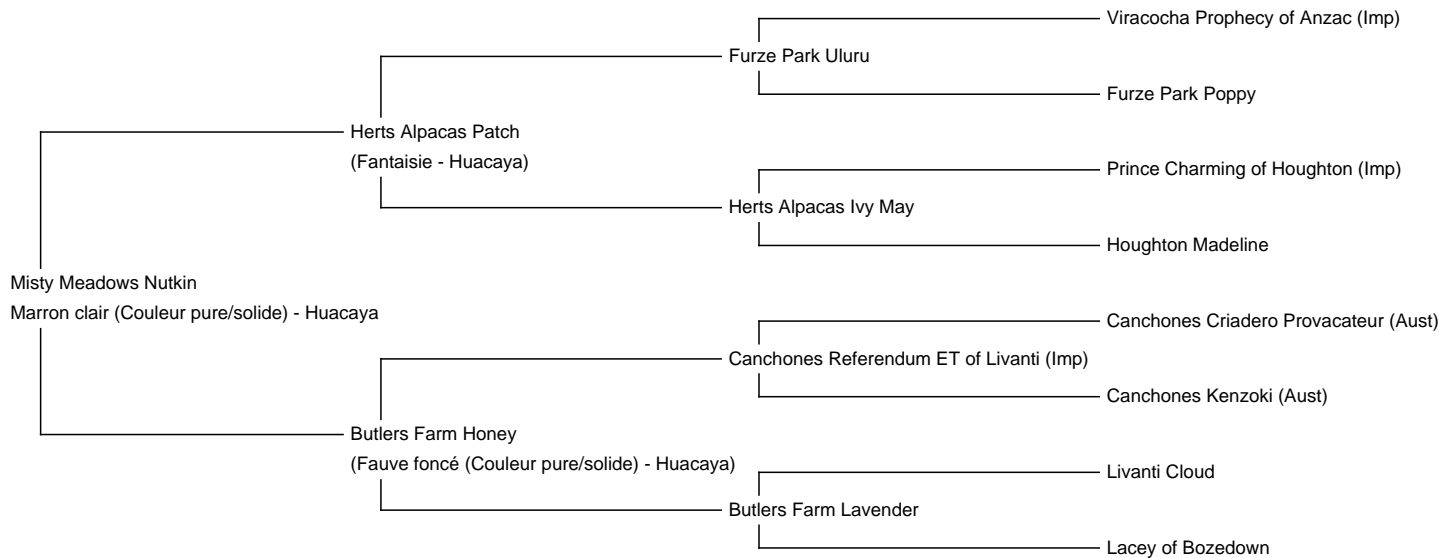 Viracocha Prophecy of Anzac (Imp)
Furze Park Uluru
Furze Park Poppy
Herts Alpacas Patch
(Fantaisie - Huacaya)
Prince Charming of Houghton (Imp)
Herts Alpacas Ivy May
Houghton Madeline
Misty Meadows Nutkin
Marron clair (Couleur pure/solide) - Huacaya
Canchones Criadero Provacateur (Aust)
Canchones Referendum ET of Livanti (Imp)
Canchones Kenzoki (Aust)
Butlers Farm Honey
(Fauve foncé (Couleur pure/solide) - Huacaya)
Livanti Cloud
Butlers Farm Lavender
Lacey of Bozedown